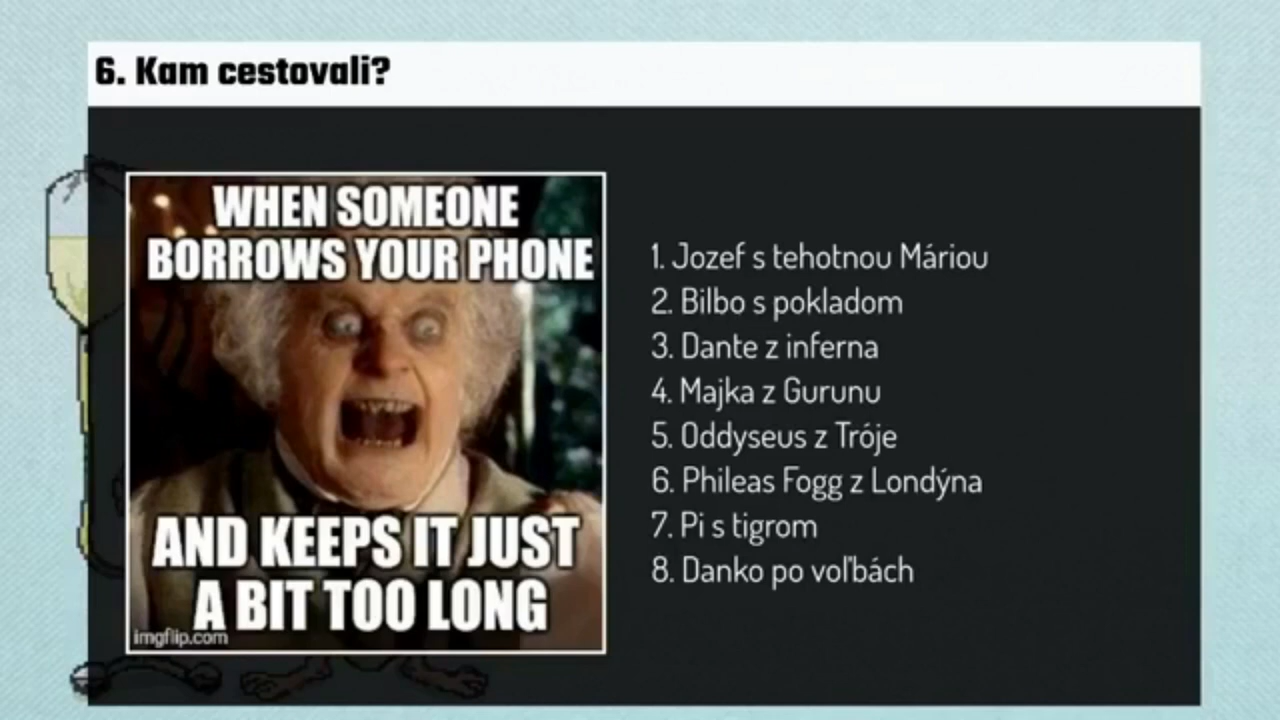 6. Kam cestovali?
WHEN SOMEONE
BORROWS YOUR PHONE
AND KEEPS IT JUST
A BIT TOO LONG
imgflip.com
1. Jozef s tehotnou Máriou
2. Bilbo s pokladom
3. Dante z inferna
4. Majka z Gurunu
5. Oddyseus z Tróje
6. Phileas Fogg z Londýna
7. Pi s tigrom
8. Danko po voľbách